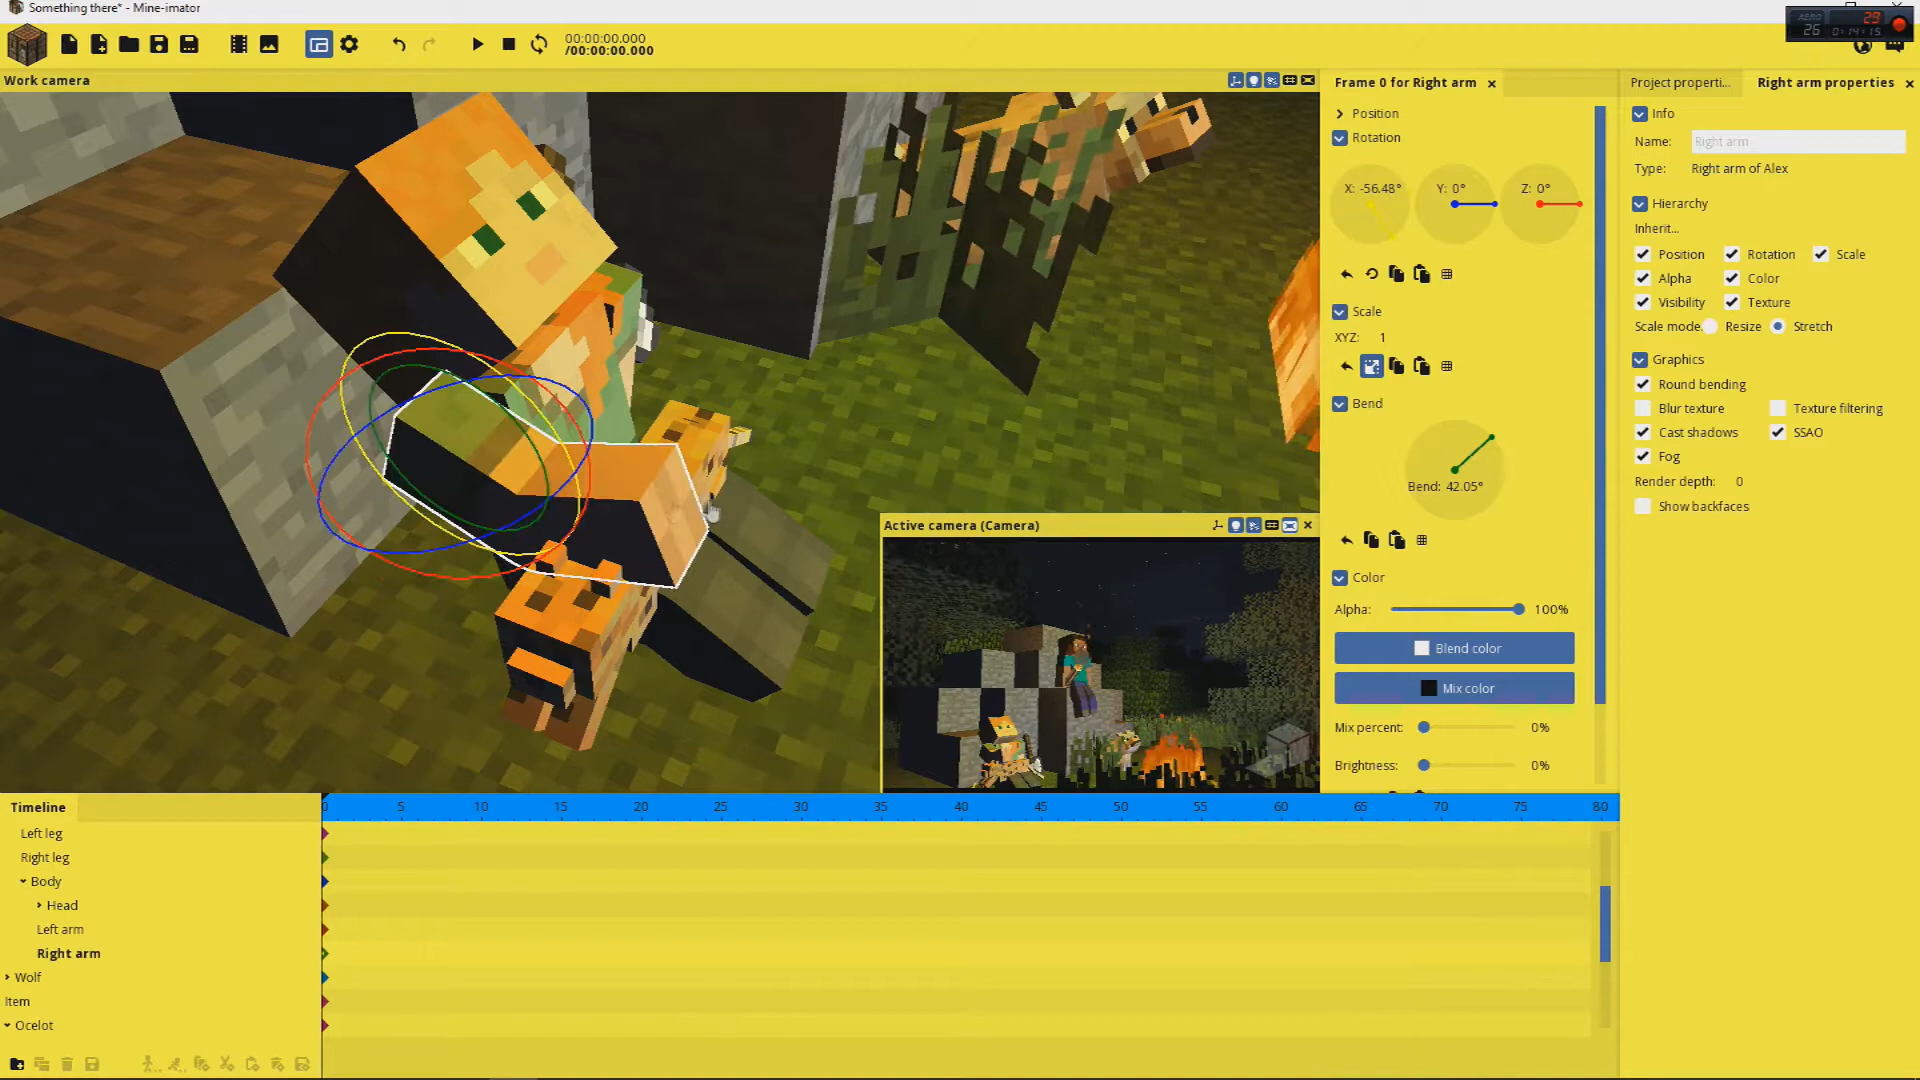 Something there* - Mine-imator
AERO
26
29
0:14:15
00:00:00.000
/00:00:00.000
Work camera
Frame 0 for Right arm
Position
Rotation
X: -56.48°
Y: 0°
Z: 0°
Scale
XYZ: 1
Bend
Bend: 42.05°
Color
Alpha:
100%
Blend color
Mix color
Mix percent:
0%
Brightness:
0%
Project properti...
Right arm properties
Info
Name:
Right arm
Type:
Right arm of Alex
Hierarchy
Inherit...
Position
Rotation
Scale
Alpha
Color
Visibility
Texture
Scale mode:
Resize
Stretch
Graphics
Round bending
Blur texture
Texture filtering
Cast shadows
SSAO
Fog
Render depth: 0
Show backfaces
Active camera (Camera)
Timeline
0 5 10 15 20 25 30 35 40 45 50 55 60 65 70 75 80
Left leg
Right leg
Body
Head
Left arm
Right arm
Wolf
Item
Ocelot